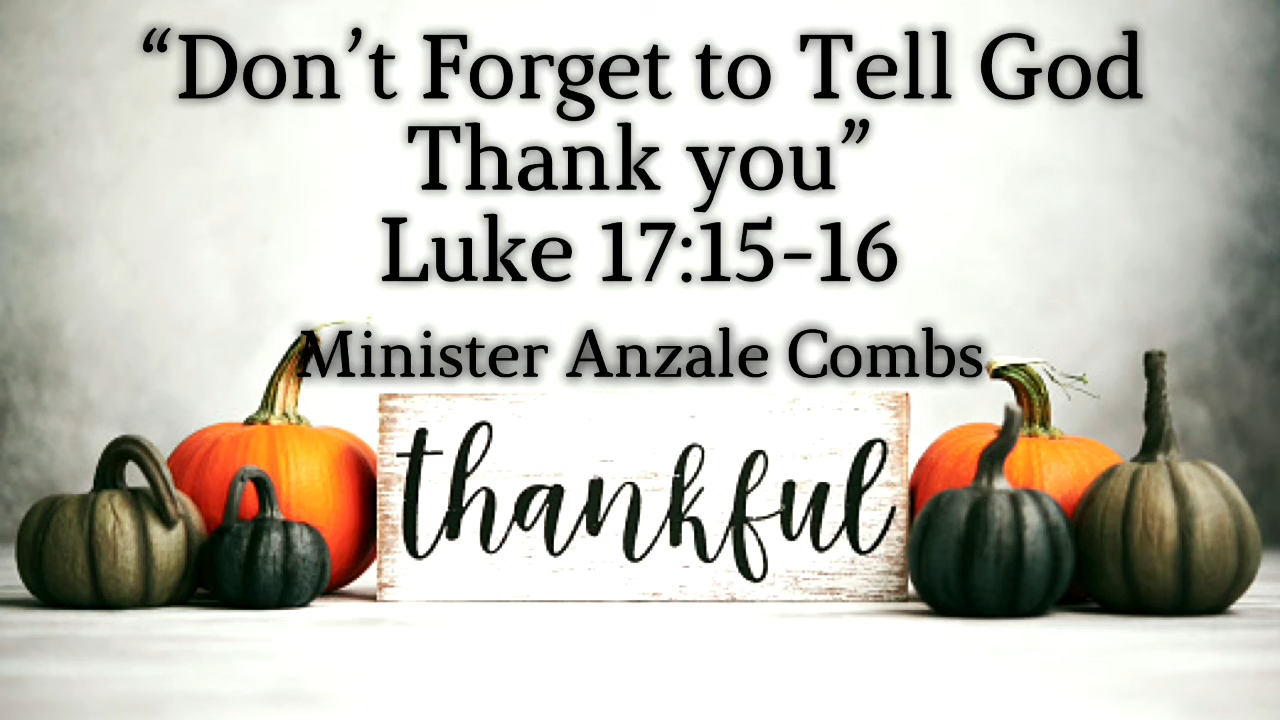 “Don’t Forget to Tell God
Thank you”
Luke 17:15-16
Minister Anzale Combs
thankful